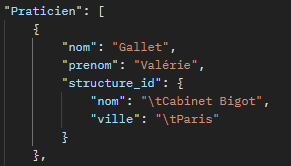 "Praticien": [
{
"nom": "Gallet",
"prenom": "Valérie",
"structure_id": {
"nom": "\tCabinet Bigot",
"ville": "\tParis"
}
},